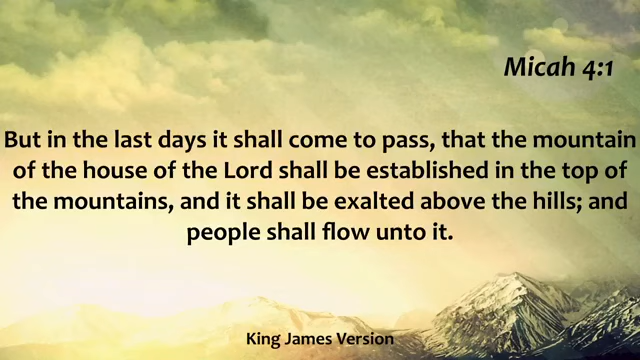 Micah 4:1
But in the last days it shall come to pass, that the mountain
of the house of the Lord shall be established in the top of
the mountains, and it shall be exalted above the hills; and
people shall flow unto it.
King James Version